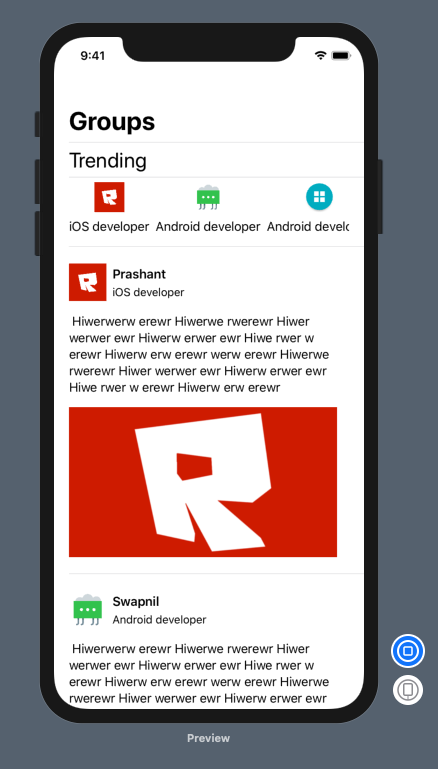 9:41
Groups
Trending
iOS developer Android developer Android develo
Prashant
iOS developer
Hiwerwerw erewr Hiwerwe rwerewr Hiwer
werwer ewr Hiwerw erwer ewr Hiwe rwer w
erewr Hiwerw erw erewr werw erewr Hiwerwe
rwerewr Hiwer werwer ewr Hiwerw erwer ewr
Hiwe rwer w erewr Hiwerw erw erewr
R
Swapnil
Android developer
Hiwerwerw erewr Hiwerwe rwerewr Hiwer
werwer ewr Hiwerw erwer ewr Hiwe rwer w
erewr Hiwerw erw erewr werw erewr Hiwerwe
rwerewr Hiwer werwer ewr Hiwerw erwer ewr
Preview